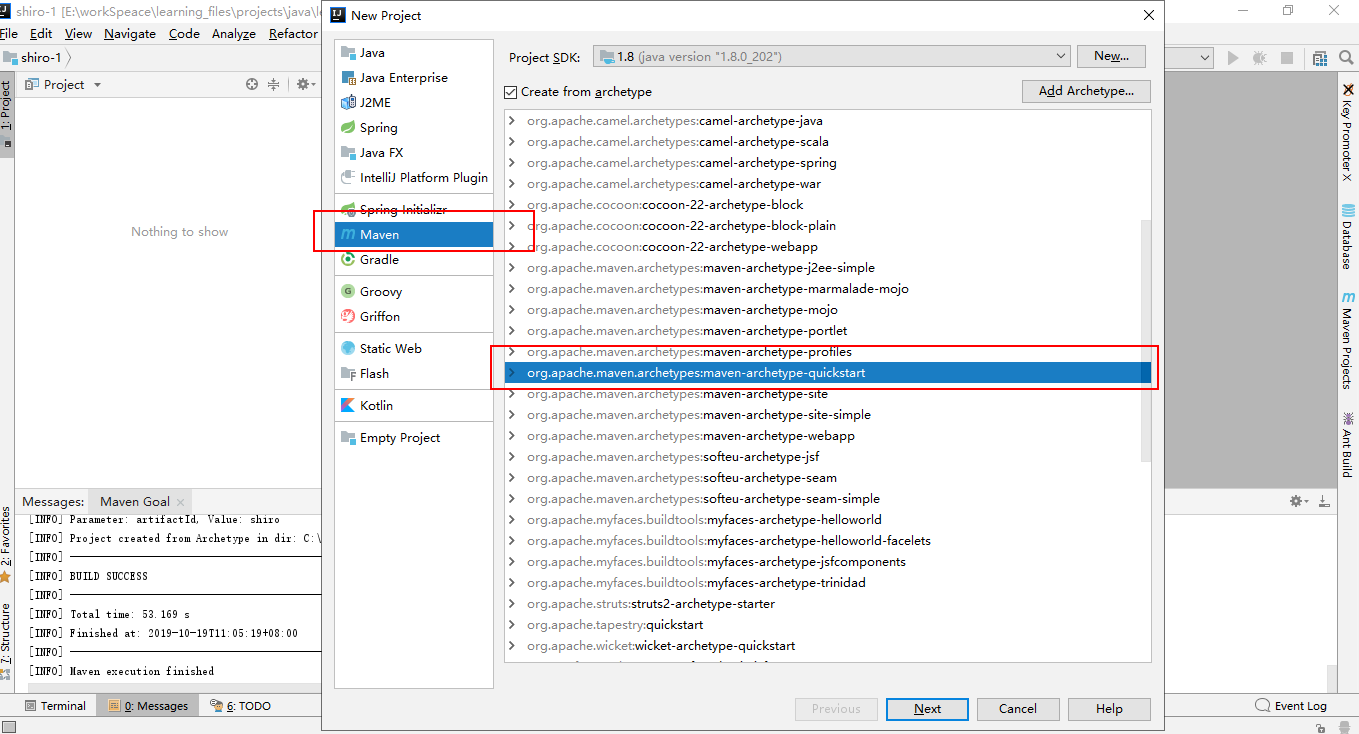 shiro-1 [E:\workSpeace\learning_files\projects\java\l
File Edit View Navigate Code Analyze Refactor
shiro-1
Project
1: Project
Nothing to show
New Project
Java
Java Enterprise
J2ME
Spring
Java FX
IntelliJ Platform Plugin
Spring Initializr
Maven
Gradle
Groovy
Griffon
Static Web
Flash
Kotlin
Empty Project
Project SDK: 1.8 (java version "1.8.0_202") New...
Create from archetype Add Archetype...
org.apache.camel.archetypes:camel-archetype-java
org.apache.camel.archetypes:camel-archetype-scala
org.apache.camel.archetypes:camel-archetype-spring
org.apache.camel.archetypes:camel-archetype-war
org.apache.cocoon:cocoon-22-archetype-block
org.apache.cocoon:cocoon-22-archetype-block-plain
org.apache.cocoon:cocoon-22-archetype-webapp
org.apache.maven.archetypes:maven-archetype-j2ee-simple
org.apache.maven.archetypes:maven-archetype-marmalade-mojo
org.apache.maven.archetypes:maven-archetype-mojo
org.apache.maven.archetypes:maven-archetype-portlet
org.apache.maven.archetypes:maven-archetype-profiles
org.apache.maven.archetypes:maven-archetype-quickstart
org.apache.maven.archetypes:maven-archetype-site
org.apache.maven.archetypes:maven-archetype-site-simple
org.apache.maven.archetypes:maven-archetype-webapp
org.apache.maven.archetypes:softeu-archetype-jsf
org.apache.maven.archetypes:softeu-archetype-seam
org.apache.maven.archetypes:softeu-archetype-seam-simple
org.apache.myfaces.buildtools:myfaces-archetype-helloworld
org.apache.myfaces.buildtools:myfaces-archetype-helloworld-facelets
org.apache.myfaces.buildtools:myfaces-archetype-jsfcomponents
org.apache.myfaces.buildtools:myfaces-archetype-trinidad
org.apache.struts:struts2-archetype-starter
org.apache.tapestry:quickstart
org.apache.wicket:wicket-archetype-quickstart
Previous Next Cancel Help
Key Promoter X
Database
Maven Projects
Ant Build
2: Favorites
7: Structure
Messages: Maven Goal
[INFO] Parameter: artifactId, Value: shiro
[INFO] Project created from Archetype in dir: C:\
[INFO]
[INFO] BUILD SUCCESS
[INFO]
[INFO] Total time: 53.169 s
[INFO] Finished at: 2019-10-19T11:05:19+08:00
[INFO]
[INFO] Maven execution finished
Terminal 0: Messages 6: TODO Event Log